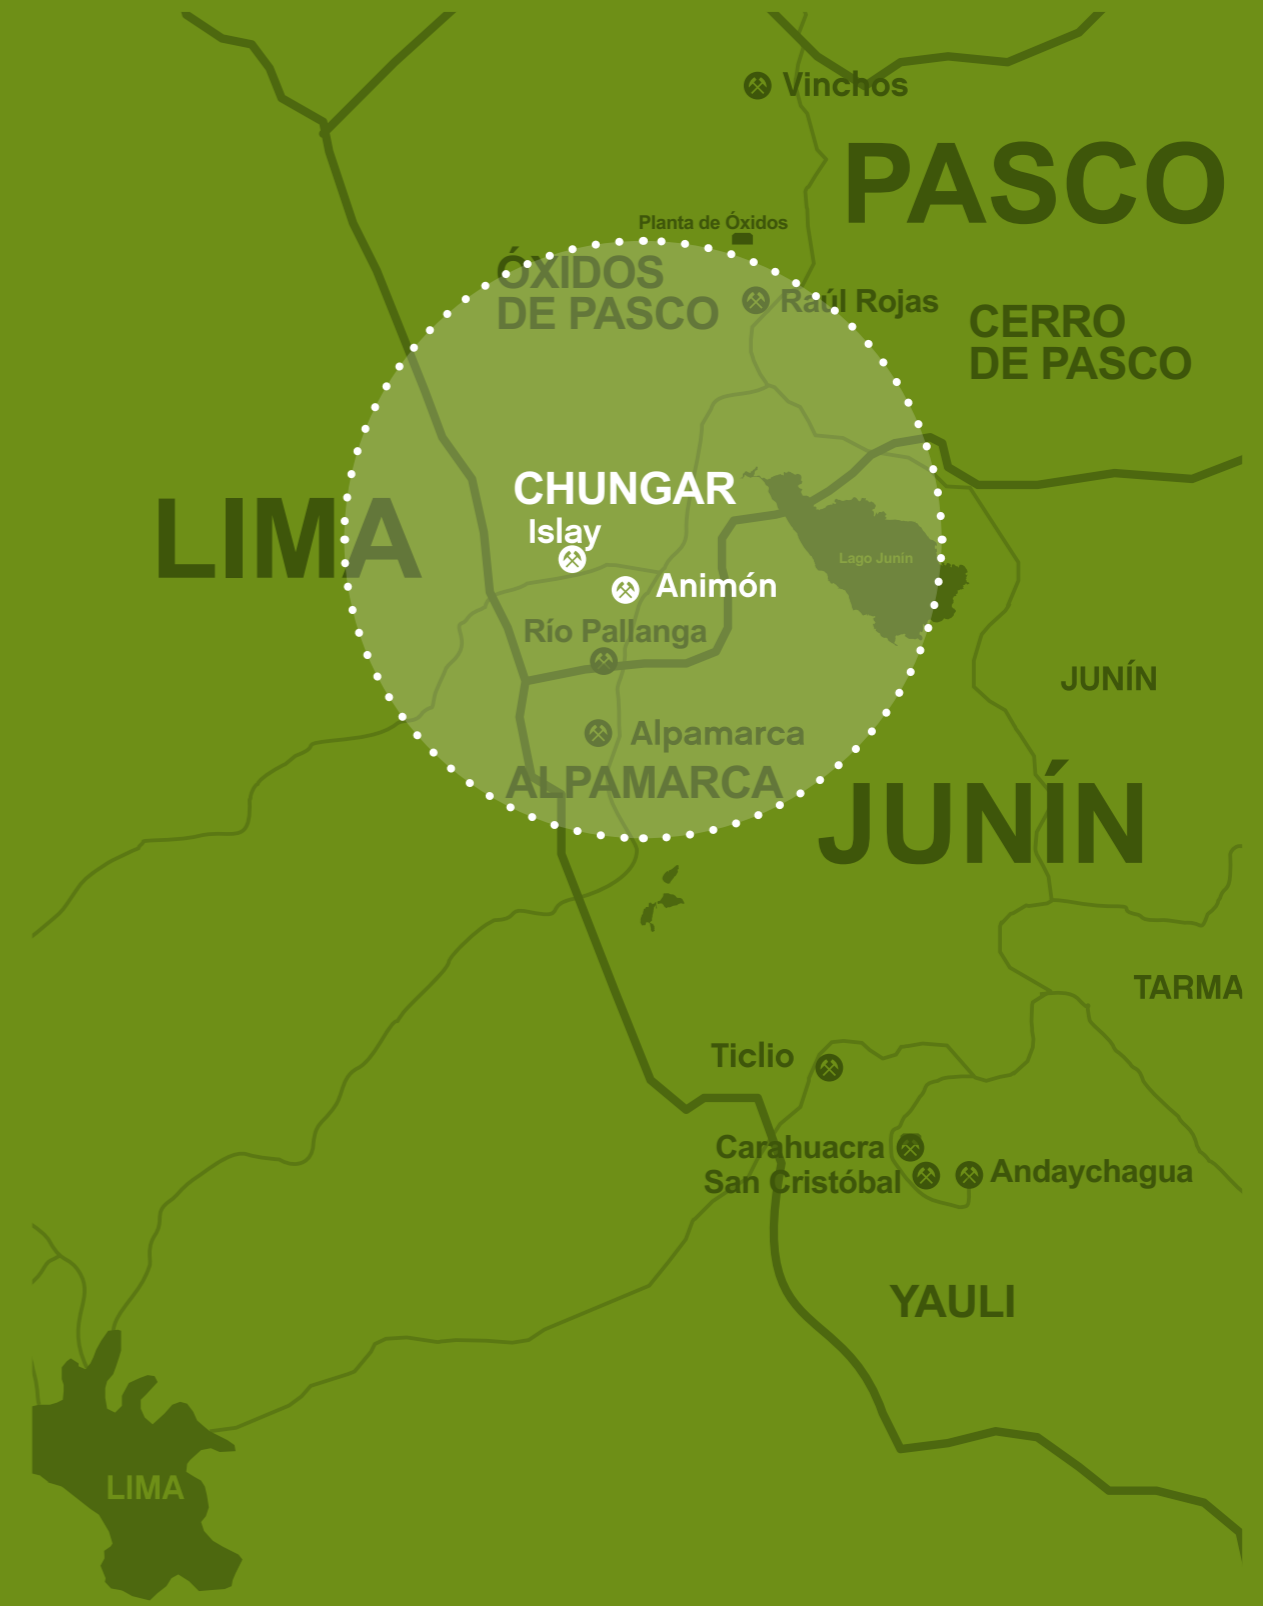 Vinchos
PASCO
Planta de Óxidos
ÓXIDOS
DE PASCO
Raúl Rojas
CERRO
DE PASCO
CHUNGAR
LIMA
Islay
Lago Junín
Animón
Río Pallanga
JUNÍN
Alpamarca
ALPAMARCA
JUNÍN
TARMA
Ticlio
Carahuacra
San Cristóbal
Andaychagua
YAULI
LIMA